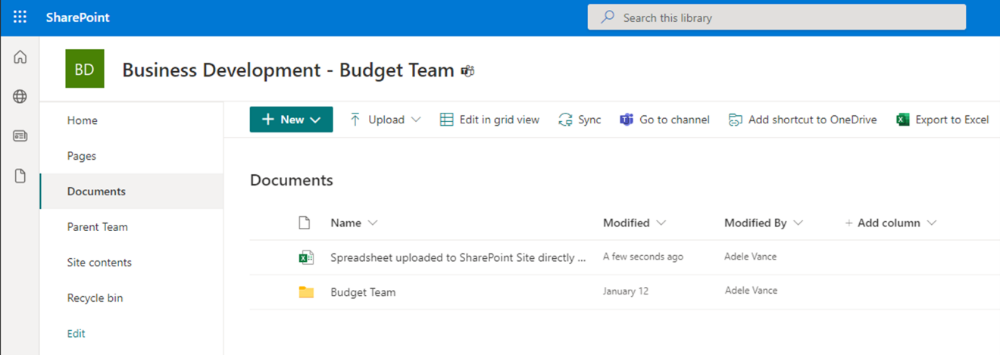 SharePoint
Search this library
BD
Business Development - Budget Team
Home
Pages
Documents
Parent Team
Site contents
Recycle bin
Edit
New
Upload
Edit in grid view
Sync
Go to channel
Add shortcut to OneDrive
Export to Excel
Documents
Name
Modified
Modified By
+ Add column
Spreadsheet uploaded to SharePoint Site directly ...
A few seconds ago
Adele Vance
Budget Team
January 12
Adele Vance